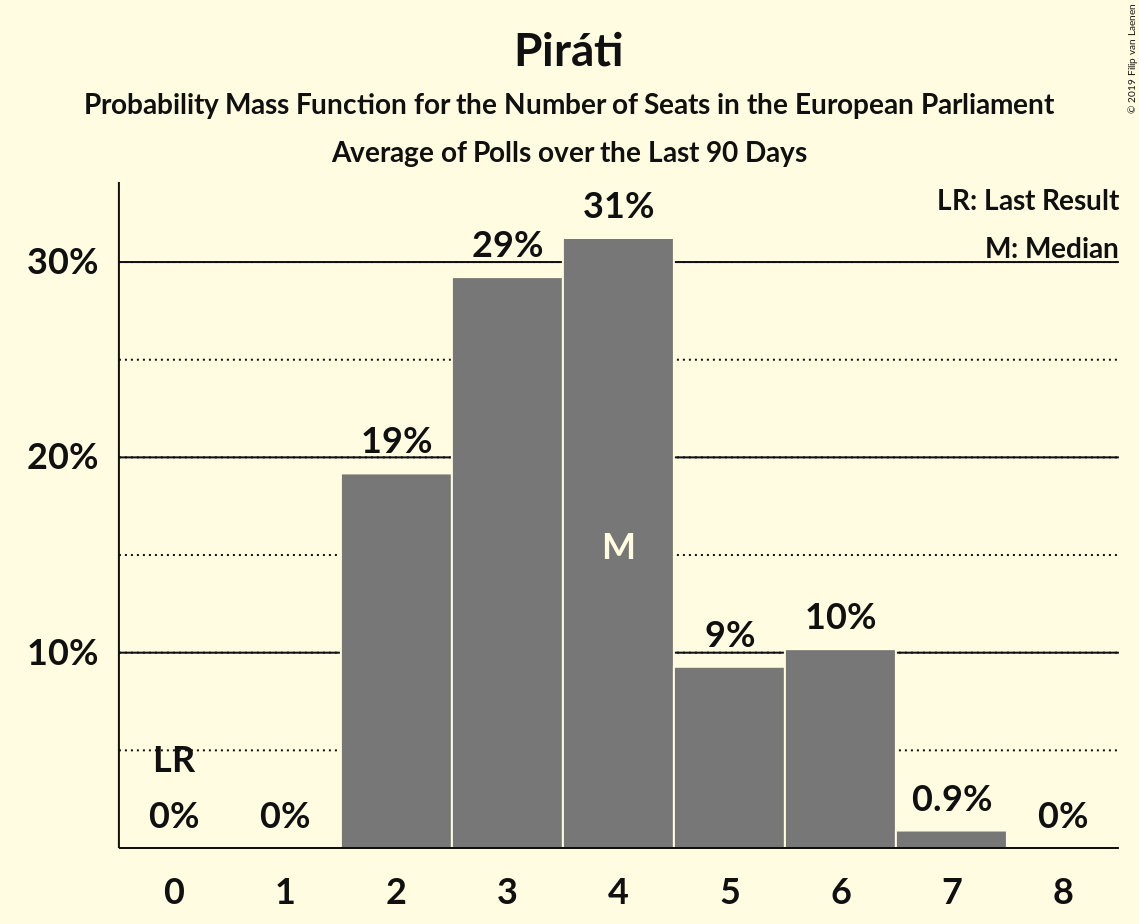 Piráti
Probability Mass Function for the Number of Seats in the European Parliament
Average of Polls over the Last 90 Days
© 2019 Filip van Laenen
LR: Last Result
M: Median
30%
20%
10%
31%
29%
19%
M
9%
10%
LR
0%
0%
0.9%
0%
0 1 2 3 4 5 6 7 8